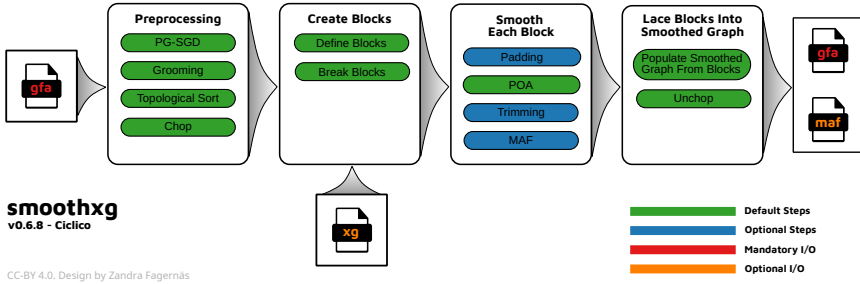 Preprocessing
PG-SGD
Grooming
Topological Sort
Chop
Create Blocks
Define Blocks
Break Blocks
Smooth
Each Block
Padding
POA
Trimming
MAF
Lace Blocks Into
Smoothed Graph
Populate Smoothed
Graph From Blocks
Unchop
gfa
gfa
maf
xg
smoothxg
v0.6.8 - Ciclico
Default Steps
Optional Steps
Mandatory I/O
Optional I/O
CC-BY 4.0. Design by Zandra Fagernäs